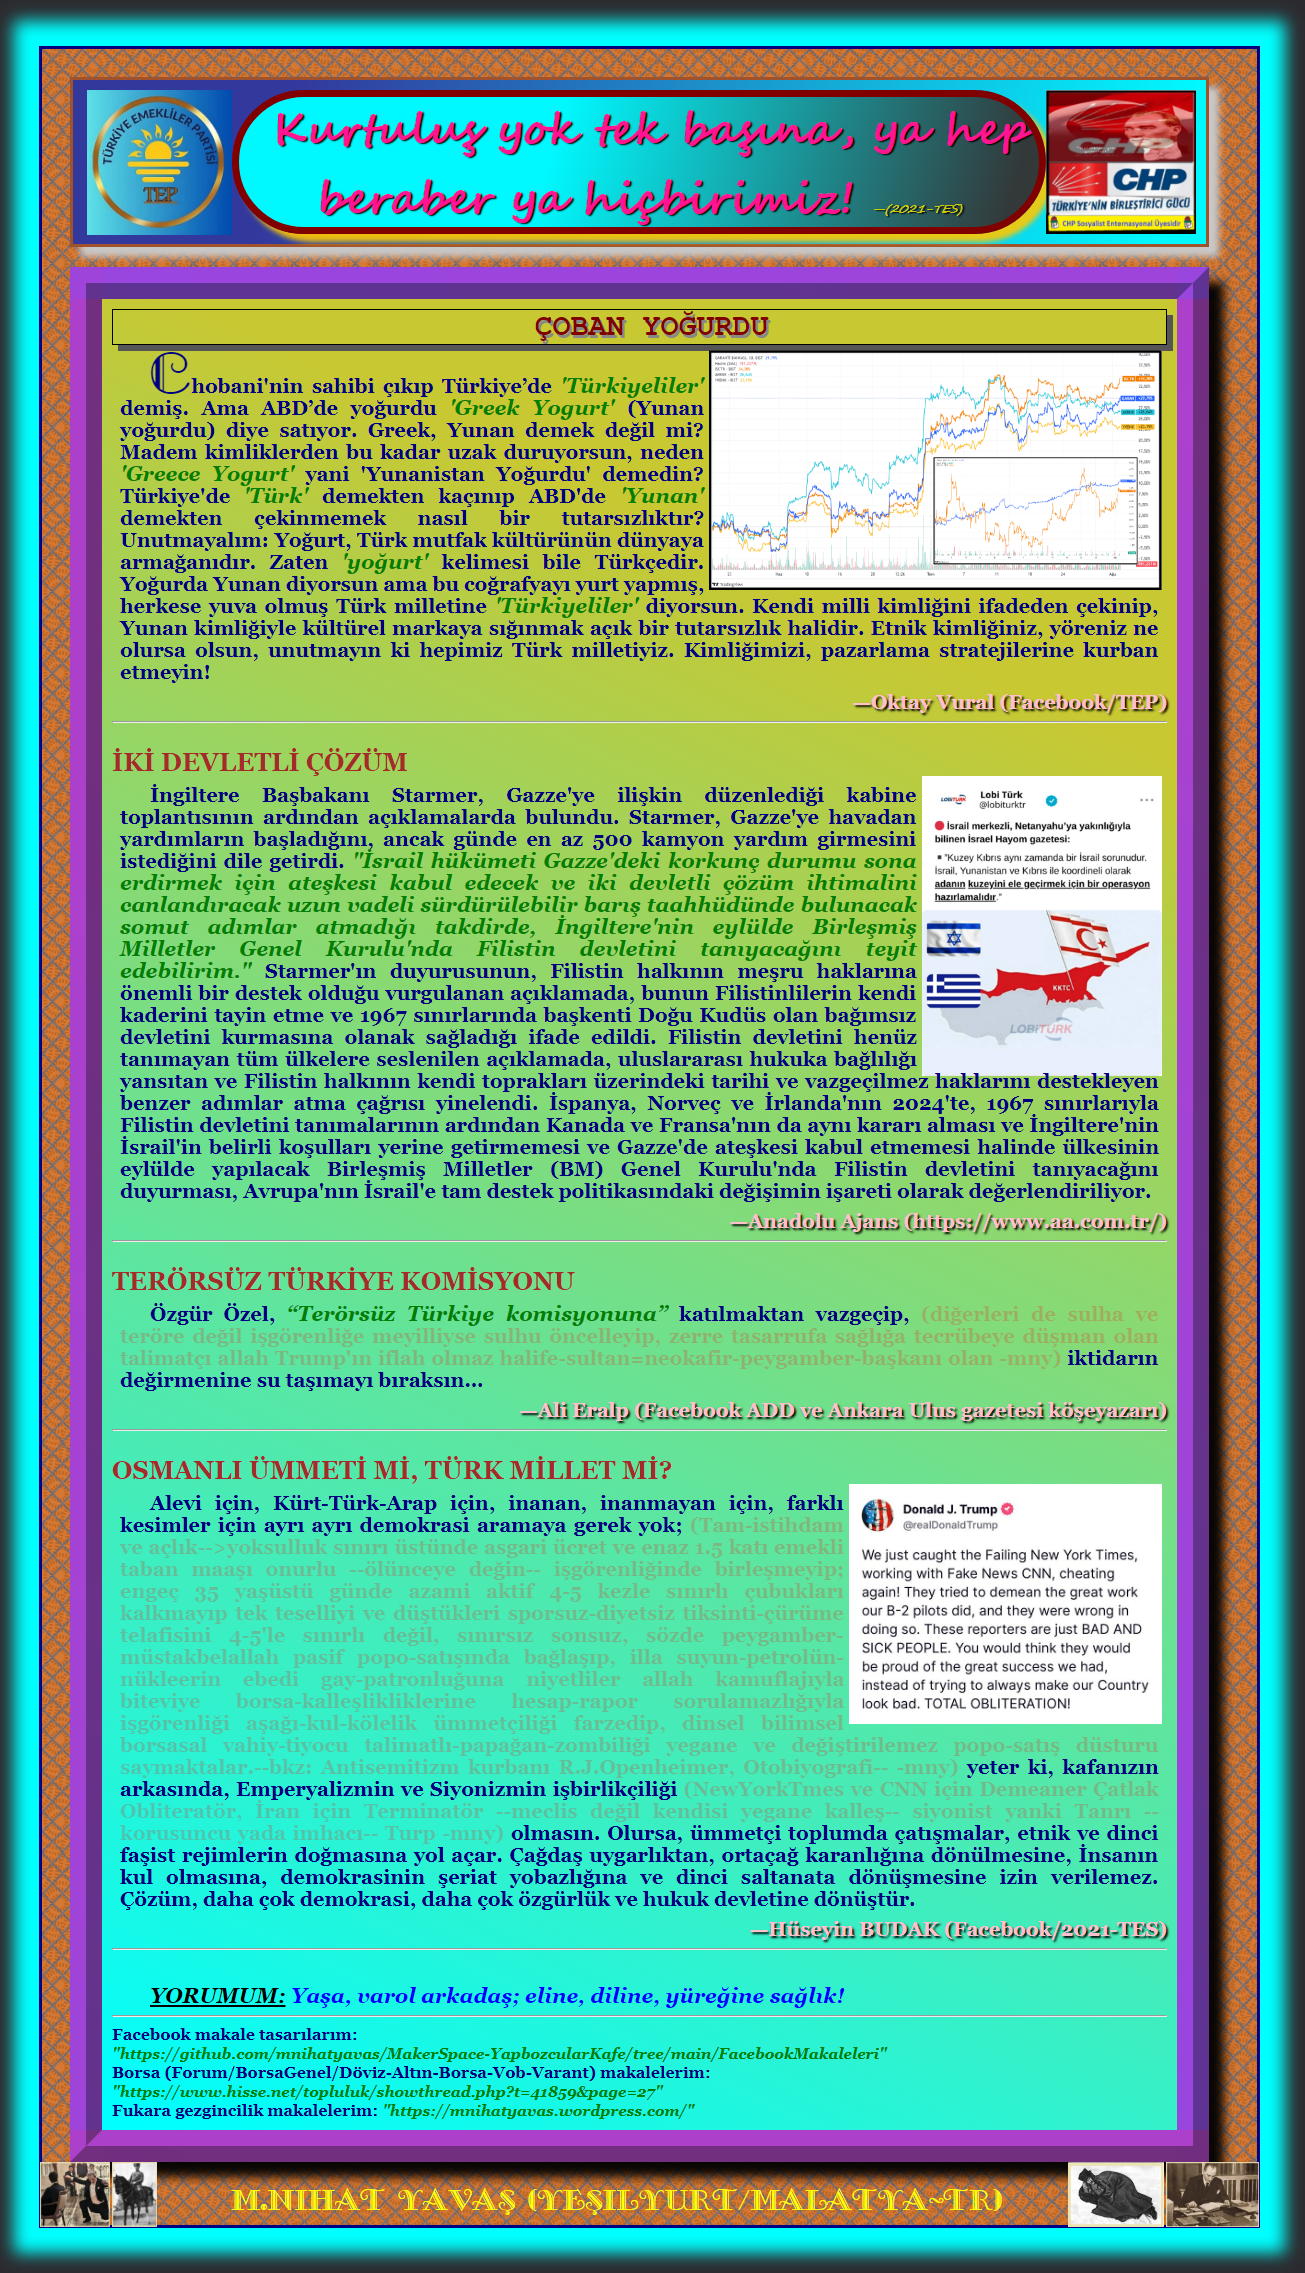 TÜRKİYE EMEKLİLER PARTİSİ
TEP
Kurtuluş yok tek başına, ya hep
beraber ya hiçbirimiz! —(2021-TES)
CHP
CHP
TÜRKİYE'NİN BİRLEŞTİRİCİ GÜCÜ
CHP Sosyalist Enternasyonal Üyesidir
ÇOBAN YOĞURDU
Chobani'nin sahibi çıkıp Türkiye’de 'Türkiyeliler'
demiş. Ama ABD’de yoğurdu 'Greek Yogurt' (Yunan
yoğurdu) diye satıyor. Greek, Yunan demek değil mi?
Madem kimliklerden bu kadar uzak duruyorsun, neden
'Greece Yogurt' yani 'Yunanistan Yoğurdu' demedin?
Türkiye'de 'Türk' demekten kaçınıp ABD'de 'Yunan'
demekten çekinmemek nasıl bir tutarsızlıktır?
Unutmayalım: Yoğurt, Türk mutfak kültürünün dünyaya
armağanıdır. Zaten 'yoğurt' kelimesi bile Türkçedir.
Yoğurda Yunan diyorsun ama bu coğrafyayı yurt yapmış,
herkese yuva olmuş Türk milletine 'Türkiyeliler' diyorsun. Kendi milli kimliğini ifadeden çekinip,
Yunan kimliğiyle kültürel markaya sığınmak açık bir tutarsızlık halidir. Etnik kimliğiniz, yöreniz ne
olursa olsun, unutmayın ki hepimiz Türk milletiyiz. Kimliğimizi, pazarlama stratejilerine kurban
etmeyin!
—Oktay Vural (Facebook/TEP)
İKİ DEVLETLİ ÇÖZÜM
İngiltere Başbakanı Starmer, Gazze'ye ilişkin düzenlediği kabine
toplantısının ardından açıklamalarda bulundu. Starmer, Gazze'ye havadan
yardımların başladığını, ancak günde en az 500 kamyon yardım girmesini
istediğini dile getirdi. "İsrail hükümeti Gazze'deki korkunç durumu sona
erdirmek için ateşkesi kabul edecek ve iki devletli çözüm ihtimalini
canlandıracak uzun vadeli sürdürülebilir barış taahhüdünde bulunacak
somut adımlar atmadığı takdirde, İngiltere'nin eylülde Birleşmiş
Milletler Genel Kurulu'nda Filistin devletini tanıyacağını teyit
edebilirim." Starmer'ın duyurusunun, Filistin halkının meşru haklarına
önemli bir destek olduğu vurgulanan açıklamada, bunun Filistinlilerin kendi
kaderini tayin etme ve 1967 sınırlarında başkenti Doğu Kudüs olan bağımsız
devletini kurmasına olanak sağladığı ifade edildi. Filistin devletini henüz
tanımayan tüm ülkelere seslenilen açıklamada, uluslararası hukuka bağlılığı
yansıtan ve Filistin halkının kendi toprakları üzerindeki tarihi ve vazgeçilmez haklarını destekleyen
benzer adımlar atma çağrısı yinelendi. İspanya, Norveç ve İrlanda'nın 2024'te, 1967 sınırlarıyla
Filistin devletini tanımalarının ardından Kanada ve Fransa'nın da aynı kararı alması ve İngiltere'nin
İsrail'in belirli koşulları yerine getirmemesi ve Gazze'de ateşkesi kabul etmemesi halinde ülkesinin
eylülde yapılacak Birleşmiş Milletler (BM) Genel Kurulu'nda Filistin devletini tanıyacağını
duyurması, Avrupa'nın İsrail'e tam destek politikasındaki değişimin işareti olarak değerlendiriliyor.
LOBİTÜRK
Lobi Türk
@lobiturktr
İsrail merkezli, Netanyahu'ya yakınlığıyla
bilinen İsrael Hayom gazetesi:
"Kuzey Kıbrıs aynı zamanda bir İsrail sorunudur.
İsrail, Yunanistan ve Kıbrıs ile koordineli olarak
adanın kuzeyini ele geçirmek için bir operasyon
hazırlamalıdır."
KKTC
LOBİTÜRK
—Anadolu Ajans (https://www.aa.com.tr/)
TERÖRSÜZ TÜRKİYE KOMİSYONU
Özgür Özel, “Terörsüz Türkiye komisyonuna” katılmaktan vazgeçip, (diğerleri de sulha ve
teröre değil işgörenliğe meyilliyse sulhu öncelleyip, zerre tasarrufa sağlığa tecrübeye düşman olan
talimatçı allah Trump'ın iflah olmaz halife-sultan=neokafir-peygamber-başkanı olan -mny) iktidarın
değirmenine su taşımayı bıraksın...
—Ali Eralp (Facebook ADD ve Ankara Ulus gazetesi köşeyazarı)
OSMANLI ÜMMETİ Mİ, TÜRK MİLLET Mİ?
Alevi için, Kürt-Türk-Arap için, inanan, inanmayan için, farklı
kesimler için ayrı ayrı demokrasi aramaya gerek yok; (Tam-istihdam
ve açlık-->yoksulluk sınırı üstünde asgari ücret ve enaz 1.5 katı emekli
taban maaşı onurlu --ölünceye değin-- işgörenliğinde birleşmeyip;
engeç 35 yaşüstü günde azami aktif 4-5 kezle sınırlı çubukları
kalkmayıp tek teselliyi ve düştükleri sporsuz-diyetsiz tiksinti-çürüme
telafisini 4-5'le sınırlı değil, sınırsız sonsuz, sözde peygamber-
müstakbelallah pasif popo-satışında bağlaşıp, illa suyun-petrolün-
nükleerin ebedi gay-patronluğuna niyetliler allah kamuflajıyla
biteviye borsa-kalleşlikliklerine hesap-rapor sorulamazlığıyla
işgörenliği aşağı-kul-kölelik ümmetçiliği farzedip, dinsel bilimsel
borsasal vahiy-tiyocu talimatlı-papağan-zombiliği yegane ve değiştirilemez popo-satış düsturu
saymaktalar.--bkz: Antisemitizm kurbanı R.J.Openheimer, Otobiyografi-- -mny) yeter ki, kafanızın
arkasında, Emperyalizmin ve Siyonizmin işbirlikçiliği (NewYorkTmes ve CNN için Demeaner Çatlak
Obliteratör, İran için Terminatör --meclis değil kendisi yegane kalleş-- siyonist yanki Tanrı --
korusuncu yada imhacı-- Turp -mny) olmasın. Olursa, ümmetçi toplumda çatışmalar, etnik ve dinci
faşist rejimlerin doğmasına yol açar. Çağdaş uygarlıktan, ortaçağ karanlığına dönülmesine, İnsanın
kul olmasına, demokrasinin şeriat yobazlığına ve dinci saltanata dönüşmesine izin verilemez.
Çözüm, daha çok demokrasi, daha çok özgürlük ve hukuk devletine dönüştür.
Donald J. Trump
@realDonaldTrump
We just caught the Failing New York Times,
working with Fake News CNN, cheating
again! They tried to demean the great work
our B-2 pilots did, and they were wrong in
doing so. These reporters are just BAD AND
SICK PEOPLE. You would think they would
be proud of the great success we had,
instead of trying to always make our Country
look bad. TOTAL OBLITERATION!
—Hüseyin BUDAK (Facebook/2021-TES)
YORUMUM: Yaşa, varol arkadaş; eline, diline, yüreğine sağlık!
Facebook makale tasarılarım:
"https://github.com/mnihatyavas/MakerSpace-YapbozcularKafe/tree/main/FacebookMakaleleri"
Borsa (Forum/BorsaGenel/Döviz-Altın-Borsa-Vob-Varant) makalelerim:
"https://www.hisse.net/topluluk/showthread.php?t=41859&page=27"
Fukara gezgincilik makalelerim: "https://mnihatyavas.wordpress.com/"
M.NIHAT YAVAŞ (YEŞILYURT/MALATYA~TR)